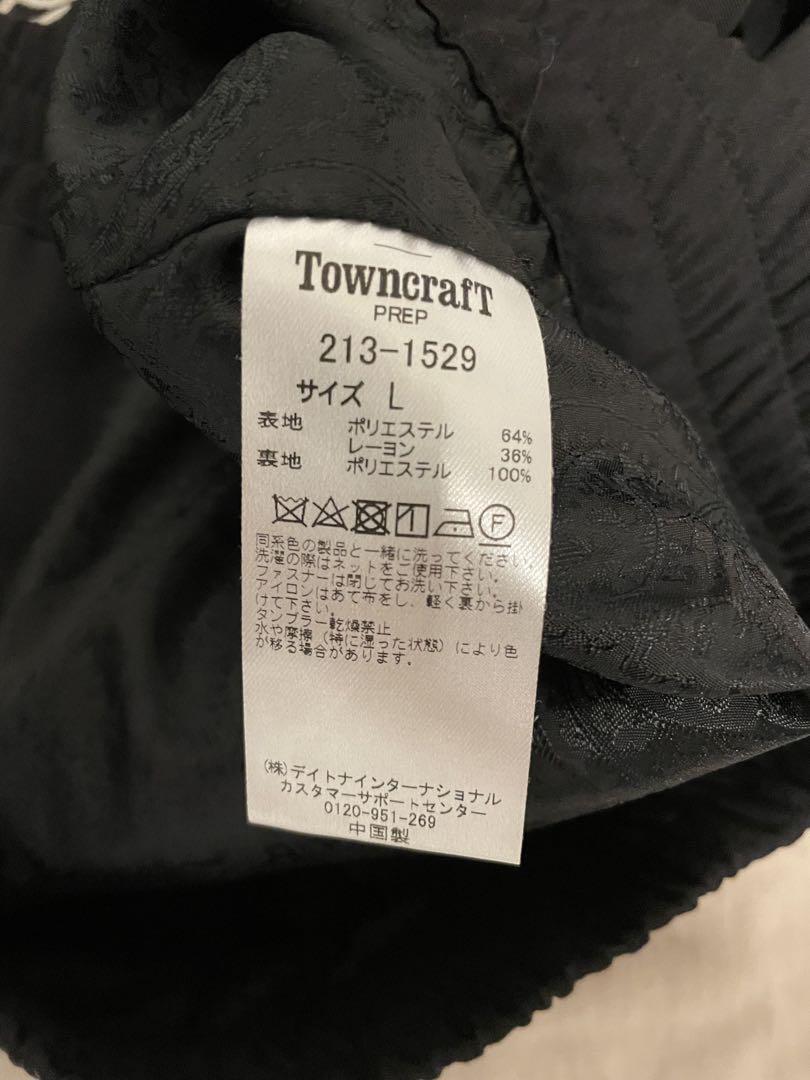 TowncrafT
PREP
213-1529
サイズ L
表地 ポリエステル 64%
レーヨン 36%
裏地 ポリエステル 100%
F
同系色の製品と一緒に洗ってください。
洗濯の際はネットをご使用下さい。
ファスナーは閉じてお洗い下さい。
アイロンはあて布をし、軽く裏から掛
けて下さい。
タンブラー乾燥禁止
水や摩擦（特に湿った状態）により色
が移る場合があります。
(株)デイトナインターナショナル
カスタマーサポートセンター
0120-951-269
中国製